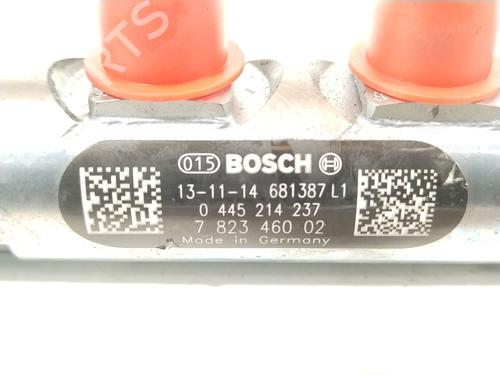 015 BOSCH
13-11-14 681387 L1
0 445 214 237
7 823 460 02
Made in Germany